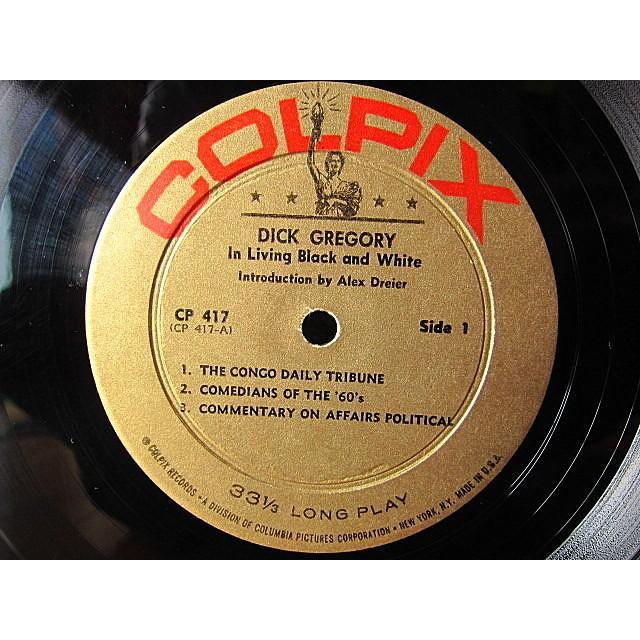 COLPIX
DICK GREGORY
In Living Black and White
Introduction by Alex Dreier
CP 417
(CP 417-A)
Side 1
1. THE CONGO DAILY TRIBUNE
2. COMEDIANS OF THE '60's
3. COMMENTARY ON AFFAIRS POLITICAL
33⅓ LONG PLAY
℗ COLPIX RECORDS • A DIVISION OF COLUMBIA PICTURES CORPORATION • NEW YORK, N.Y. MADE IN U.S.A.